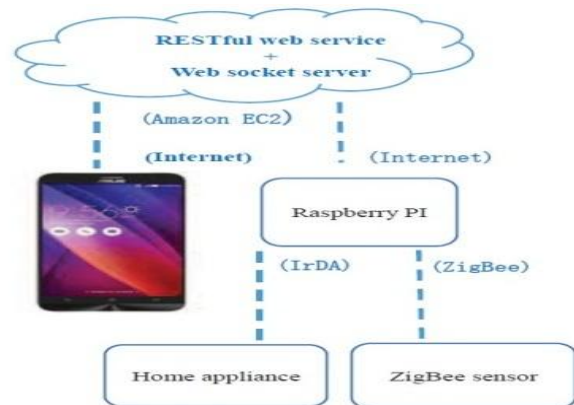 RESTful web service
+
Web socket server
(Amazon EC2)
(Internet)
(Internet)
Raspberry PI
(IrDA)
(ZigBee)
Home appliance
ZigBee sensor